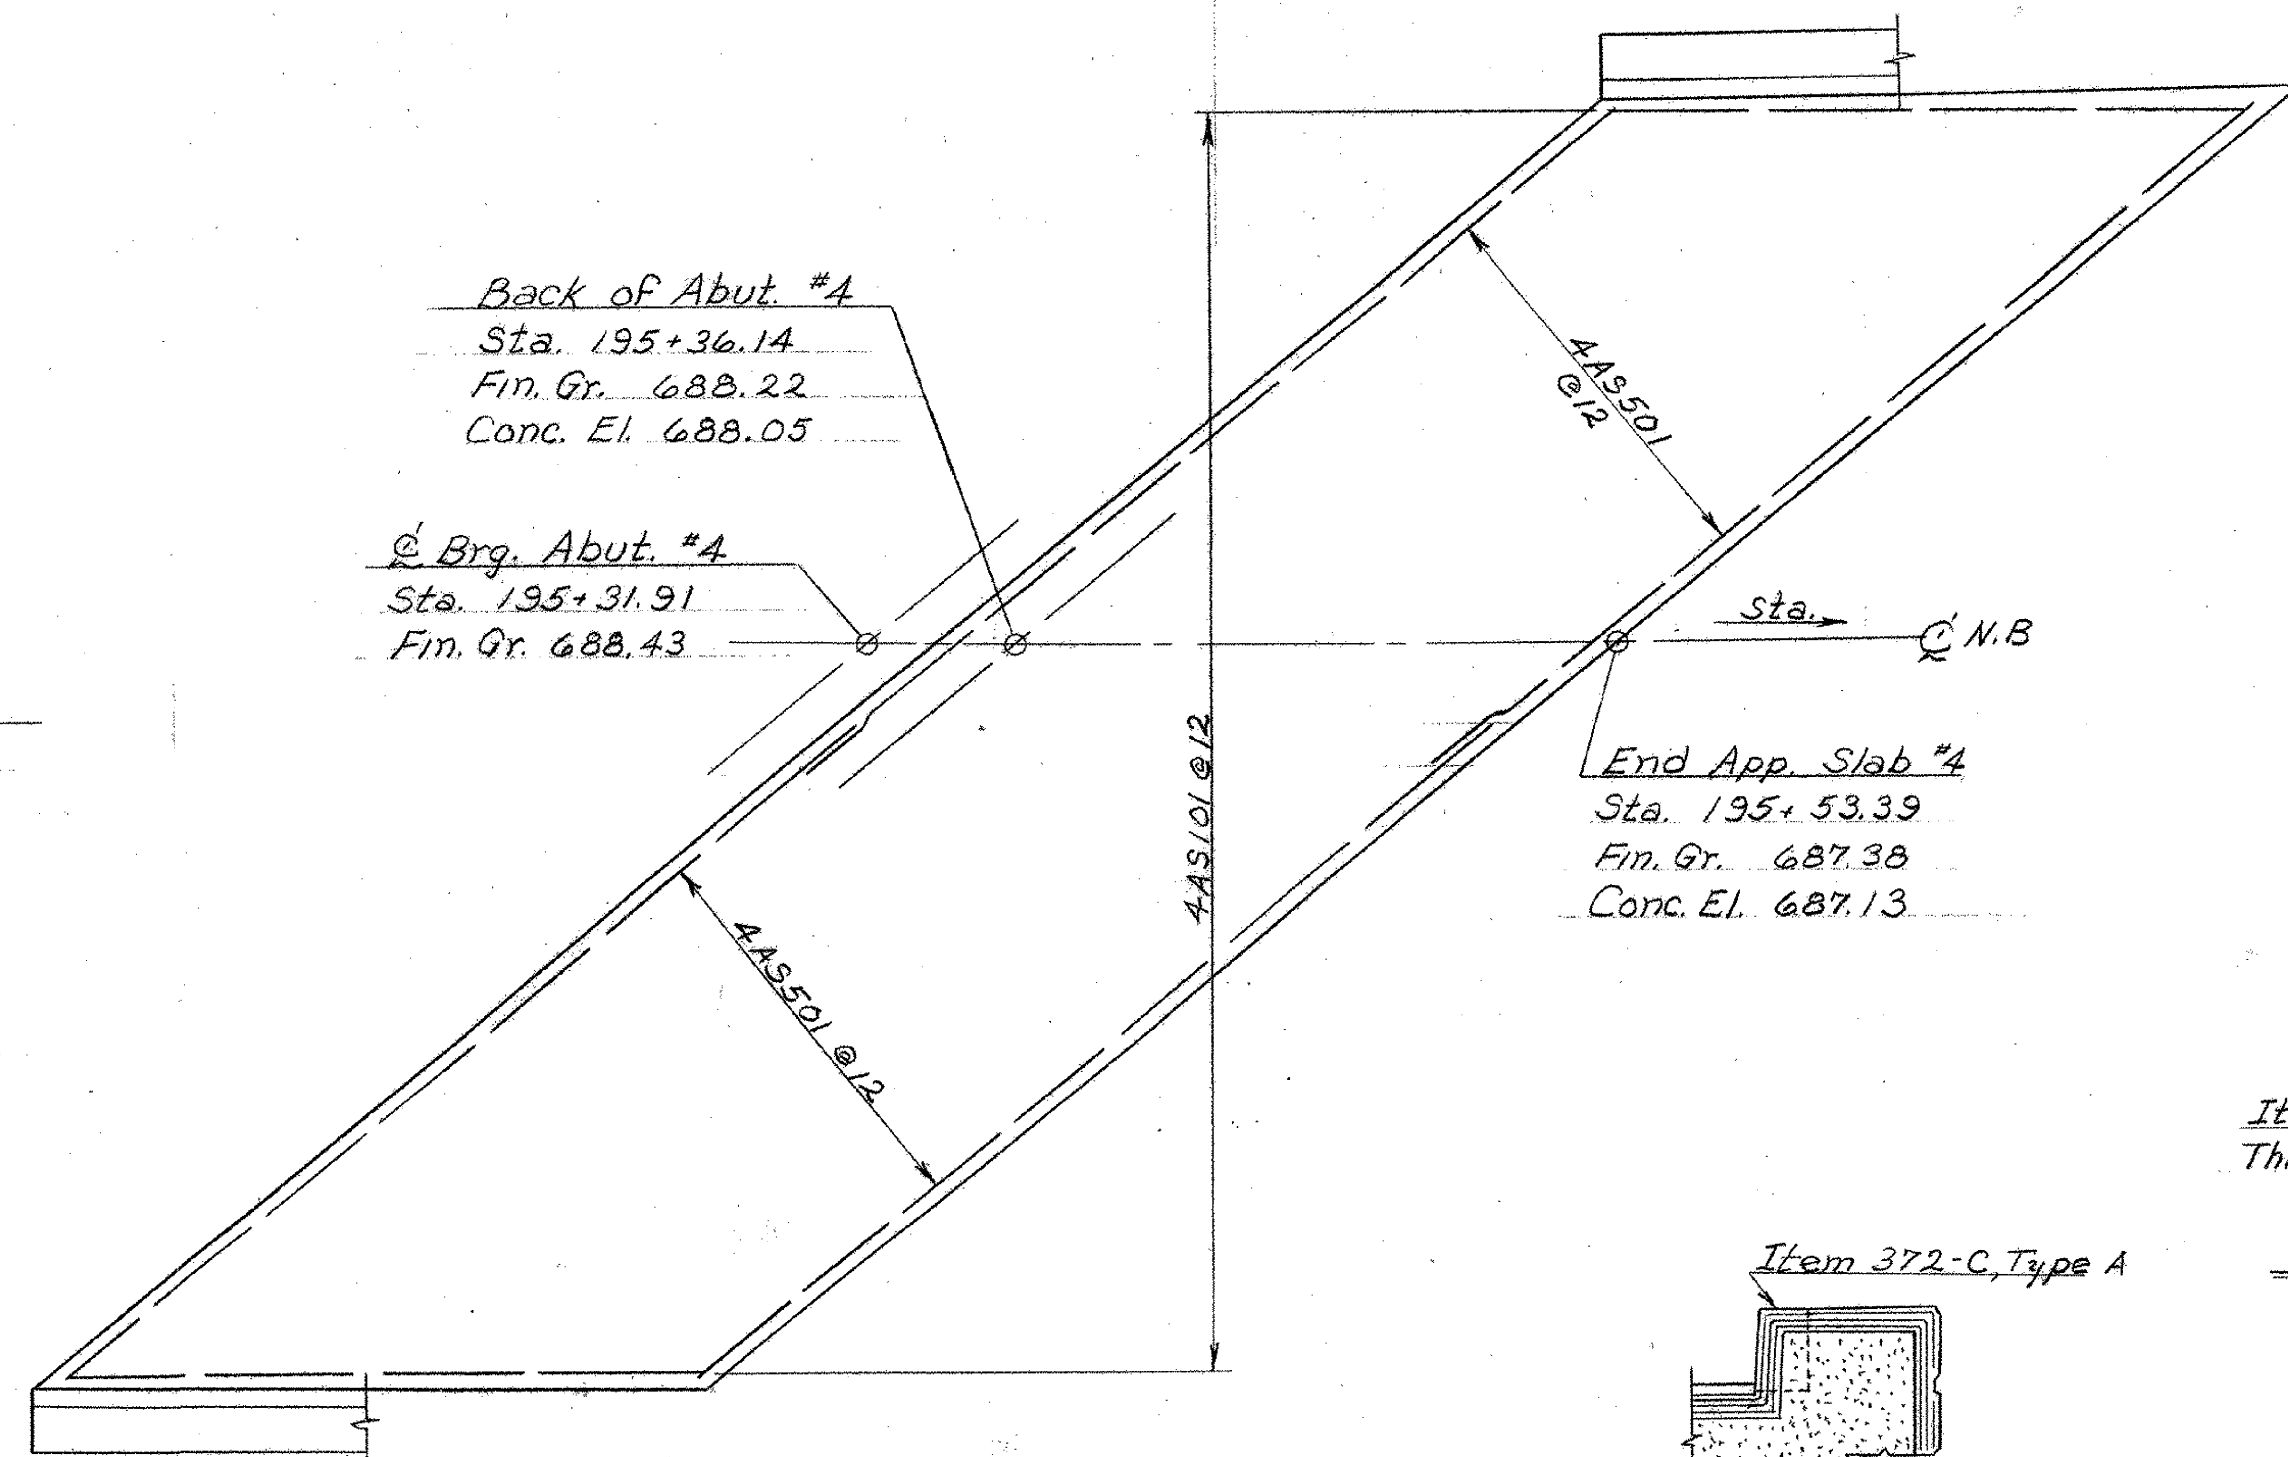 Back of Abut. #4
Sta. 195+36.14
Fin. Gr. 688.22
Conc. El. 688.05
℄ Brg. Abut. #4
Sta. 195+31.91
Fin. Gr. 688.43
4AS501
@12
4AS101 @ 12
Sta.
℄ N.B
End App. Slab #4
Sta. 195+53.39
Fin. Gr. 687.38
Conc. El. 687.13
4AS501 @12
Item 372-C, Type A